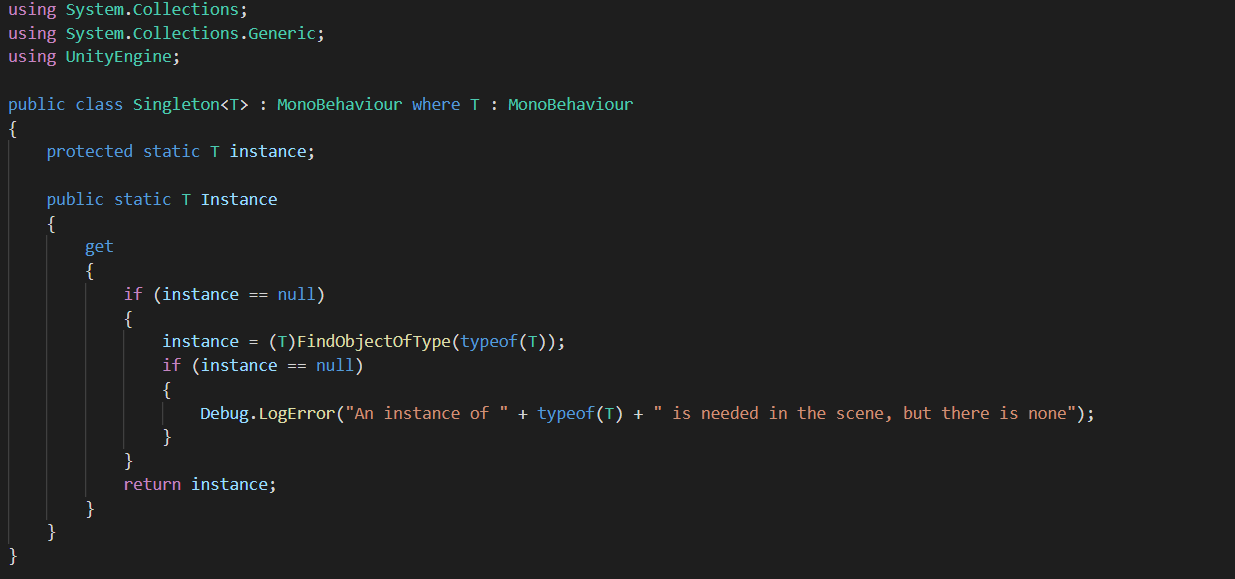 using System.Collections;
using System.Collections.Generic;
using UnityEngine;

public class Singleton<T> : MonoBehaviour where T : MonoBehaviour
{
    protected static T instance;

    public static T Instance
    {
        get
        {
            if (instance == null)
            {
                instance = (T)FindObjectOfType(typeof(T));
                if (instance == null)
                {
                    Debug.LogError("An instance of " + typeof(T) + " is needed in the scene, but there is none");
                }
            }
            return instance;
        }
    }
}